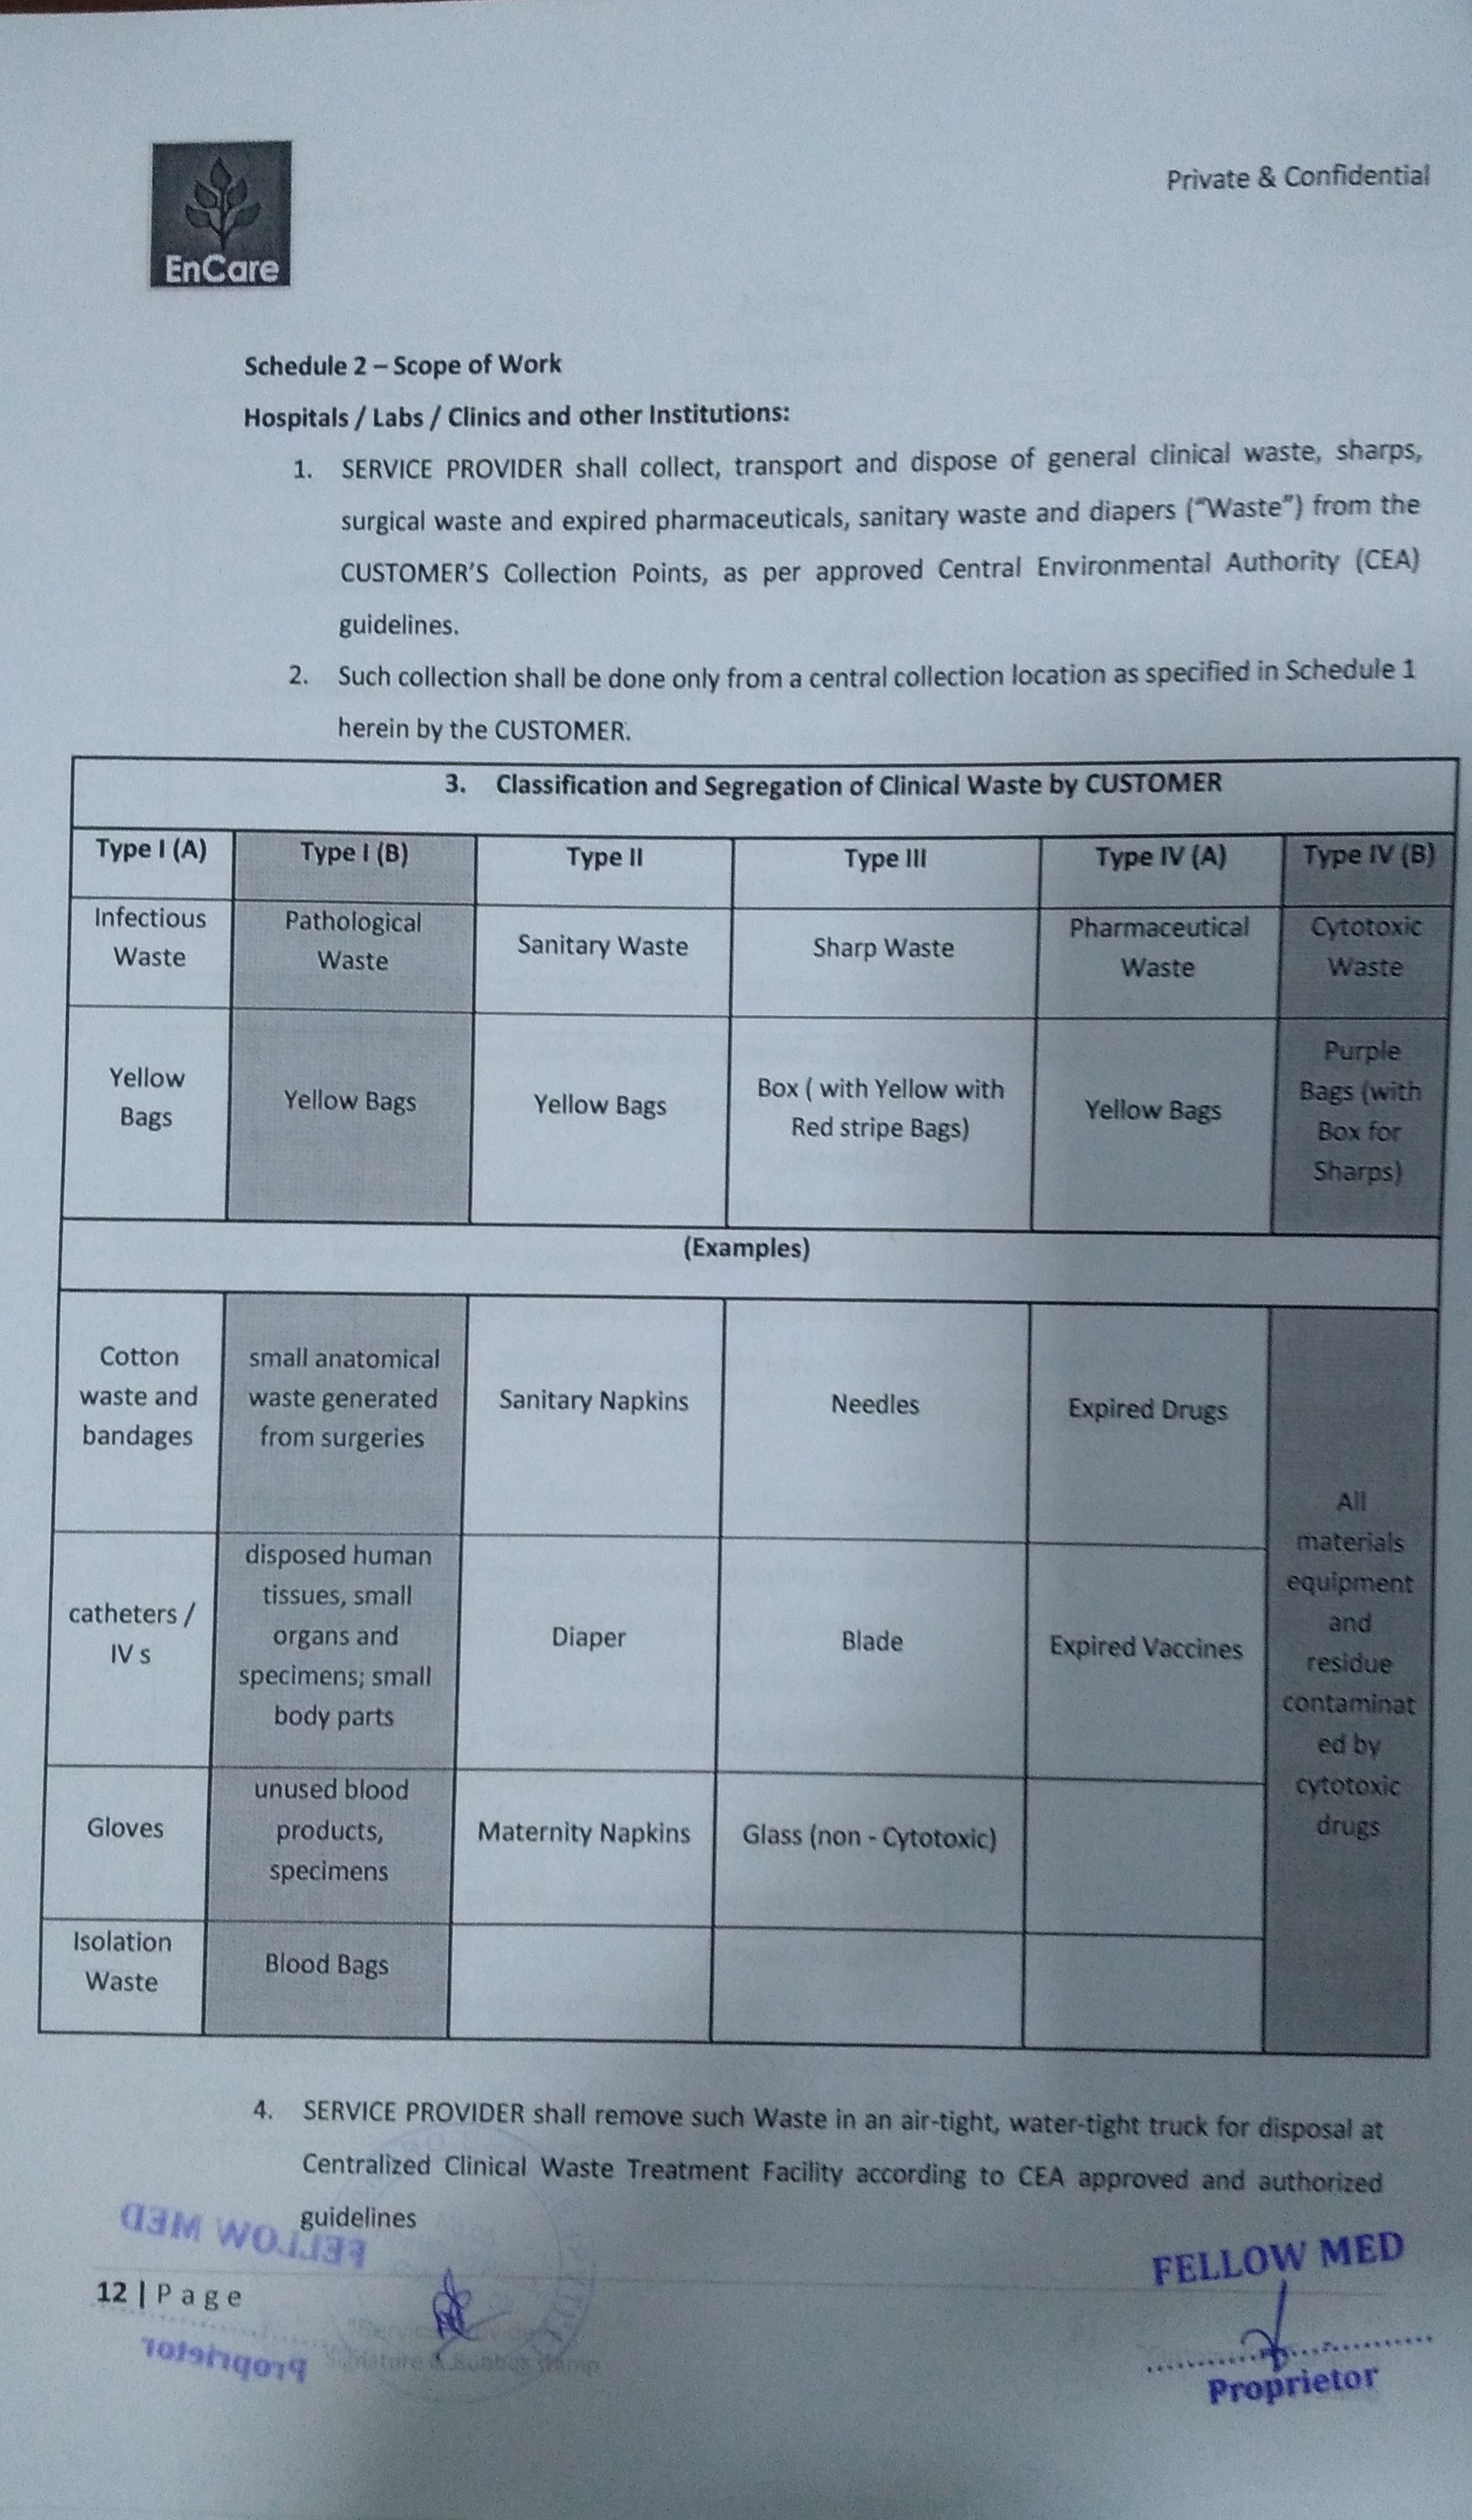 EnCare
Private & Confidential
Schedule 2 – Scope of Work
Hospitals / Labs / Clinics and other Institutions:
1. SERVICE PROVIDER shall collect, transport and dispose of general clinical waste, sharps,
surgical waste and expired pharmaceuticals, sanitary waste and diapers (“Waste”) from the
CUSTOMER’S Collection Points, as per approved Central Environmental Authority (CEA)
guidelines.
2. Such collection shall be done only from a central collection location as specified in Schedule 1
herein by the CUSTOMER.
3. Classification and Segregation of Clinical Waste by CUSTOMER
Type I (A) Type I (B) Type II Type III Type IV (A) Type IV (B)
Infectious
Waste
Pathological
Waste
Sanitary Waste
Sharp Waste
Pharmaceutical
Waste
Cytotoxic
Waste
Yellow
Bags
Yellow Bags
Yellow Bags
Box ( with Yellow with
Red stripe Bags)
Yellow Bags
Purple
Bags (with
Box for
Sharps)
(Examples)
Cotton
waste and
bandages
small anatomical
waste generated
from surgeries
Sanitary Napkins
Needles
Expired Drugs
All
materials
equipment
and
residue
contaminat
ed by
cytotoxic
drugs
catheters /
IV s
disposed human
tissues, small
organs and
specimens; small
body parts
Diaper
Blade
Expired Vaccines
Gloves
unused blood
products,
specimens
Maternity Napkins
Glass (non - Cytotoxic)
Isolation
Waste
Blood Bags
4. SERVICE PROVIDER shall remove such Waste in an air-tight, water-tight truck for disposal at
Centralized Clinical Waste Treatment Facility according to CEA approved and authorized
guidelines
FELLOW MED
FELLOW MED
12 | Page
Proprietor
Proprietor